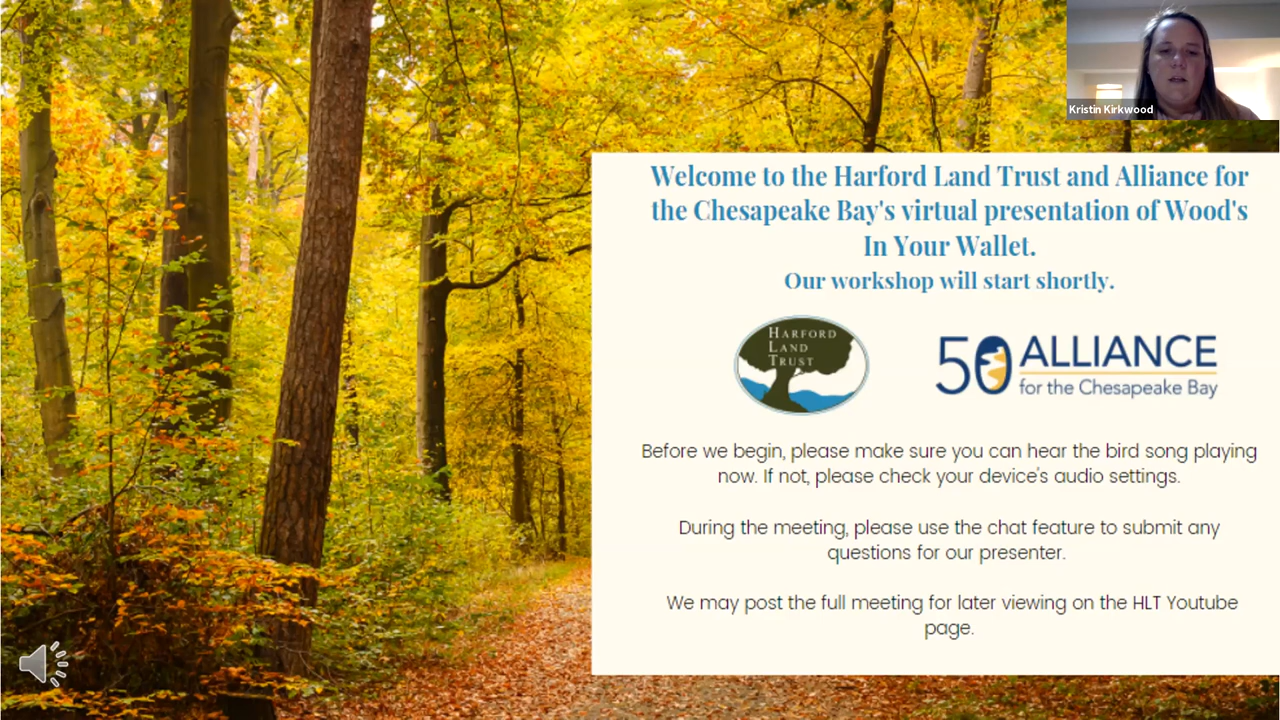 Kristin Kirkwood
Welcome to the Harford Land Trust and Alliance for
the Chesapeake Bay's virtual presentation of Wood's
In Your Wallet.
Our workshop will start shortly.
HARFORD
LAND
TRUST
50 ALLIANCE
for the Chesapeake Bay
Before we begin, please make sure you can hear the bird song playing
now. If not, please check your device's audio settings.
During the meeting, please use the chat feature to submit any
questions for our presenter.
We may post the full meeting for later viewing on the HLT Youtube
page.